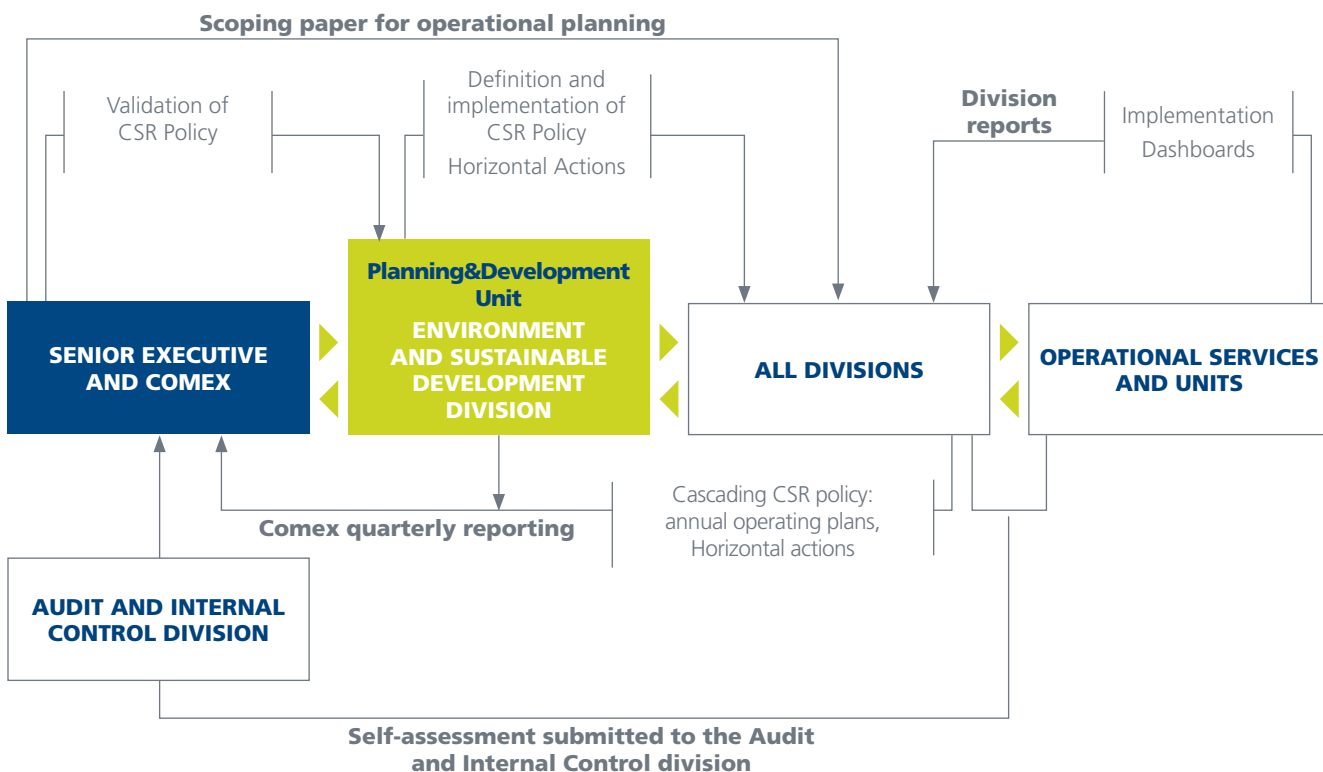 Scoping paper for operational planning
Validation of
CSR Policy
Definition and
implementation of
CSR Policy
Horizontal Actions
Division
reports
Implementation
Dashboards
Planning&Development
Unit
ENVIRONMENT
AND SUSTAINABLE
DEVELOPMENT
DIVISION
SENIOR EXECUTIVE
AND COMEX
ALL DIVISIONS
OPERATIONAL SERVICES
AND UNITS
Cascading CSR policy:
annual operating plans,
Horizontal actions
Comex quarterly reporting
AUDIT AND INTERNAL
CONTROL DIVISION
Self-assessment submitted to the Audit
and Internal Control division